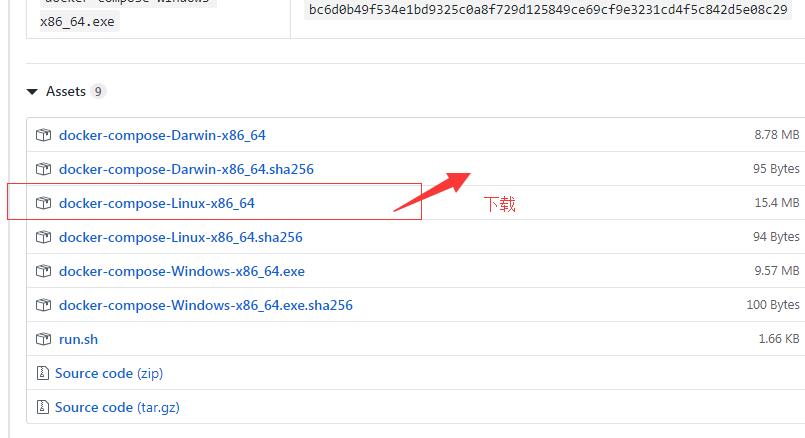 bc6d0b49f534e1bd9325c0a8f729d125849ce69cf9e3231cd4f5c842d5e08c29
x86_64.exe
Assets 9
docker-compose-Darwin-x86_64 8.78 MB
docker-compose-Darwin-x86_64.sha256 95 Bytes
docker-compose-Linux-x86_64 下载 15.4 MB
docker-compose-Linux-x86_64.sha256 94 Bytes
docker-compose-Windows-x86_64.exe 9.57 MB
docker-compose-Windows-x86_64.exe.sha256 100 Bytes
run.sh 1.66 KB
Source code (zip)
Source code (tar.gz)